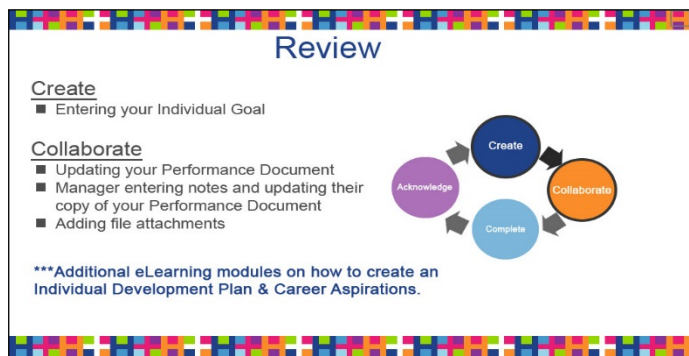 Review
Create
Entering your Individual Goal
Collaborate
Updating your Performance Document
Manager entering notes and updating their
copy of your Performance Document
Adding file attachments
***Additional eLearning modules on how to create an
Individual Development Plan & Career Aspirations.
Create
Collaborate
Complete
Acknowledge